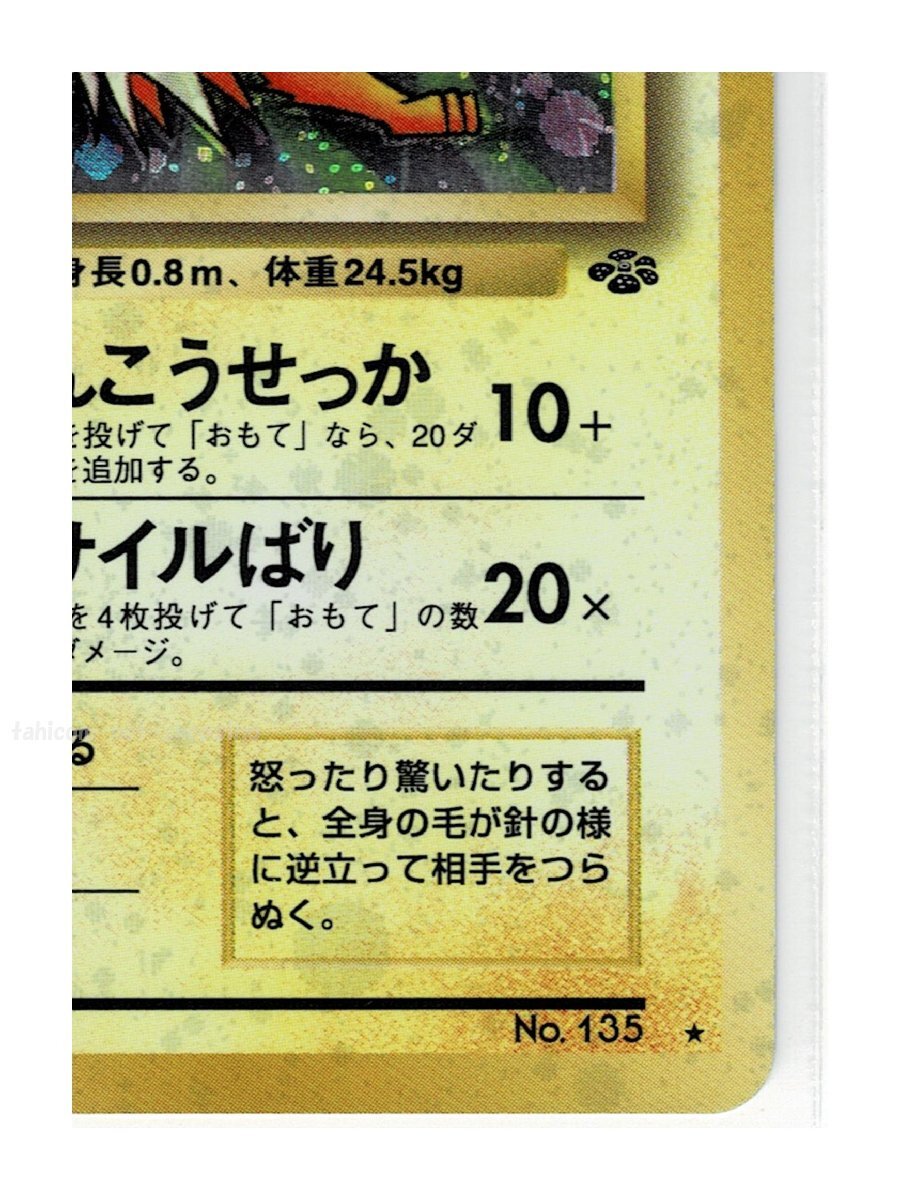 長0.8m、体重24.5kg
こうせっか 10+
を投げて「おもて」なら、20ダ
を追加する。
サイルばり 20×
を4枚投げて「おもて」の数
ダメージ。
る
怒ったり驚いたりする
と、全身の毛が針の様
に逆立って相手をつら
ぬく。
No. 135 ★